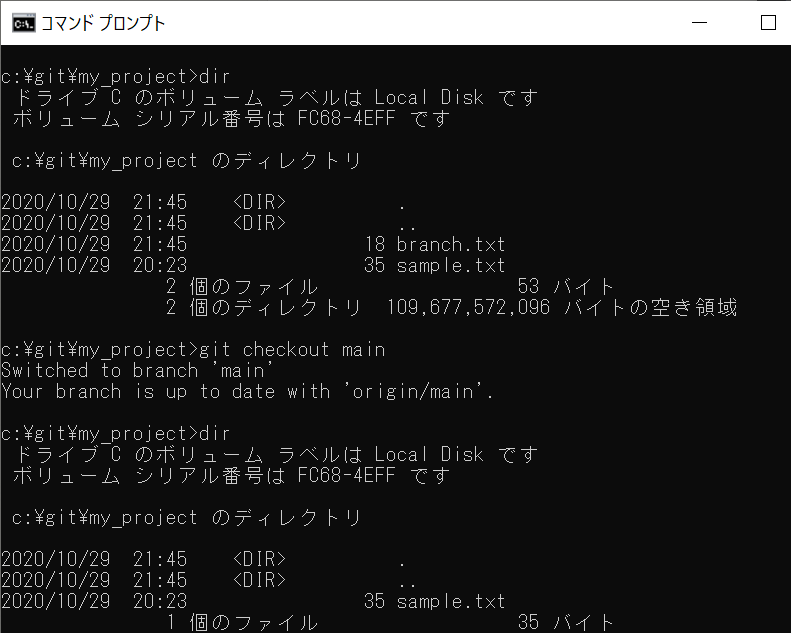 コマンド プロンプト
c:¥git¥my_project>dir
ドライブ C のボリューム ラベルは Local Disk です
ボリューム シリアル番号は FC68-4EFF です
c:¥git¥my_project のディレクトリ
2020/10/29  21:45    <DIR>          .
2020/10/29  21:45    <DIR>          ..
2020/10/29  21:45                18 branch.txt
2020/10/29  20:23                35 sample.txt
2 個のファイル                  53 バイト
2 個のディレクトリ  109,677,572,096 バイトの空き領域
c:¥git¥my_project>git checkout main
Switched to branch 'main'
Your branch is up to date with 'origin/main'.
c:¥git¥my_project>dir
ドライブ C のボリューム ラベルは Local Disk です
ボリューム シリアル番号は FC68-4EFF です
c:¥git¥my_project のディレクトリ
2020/10/29  21:45    <DIR>          .
2020/10/29  21:45    <DIR>          ..
2020/10/29  20:23                35 sample.txt
1 個のファイル                  35 バイト